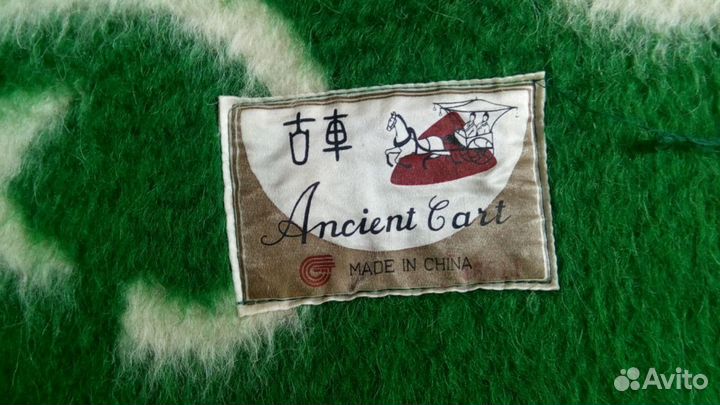 古車
Ancient Cart
MADE IN CHINA
Avito